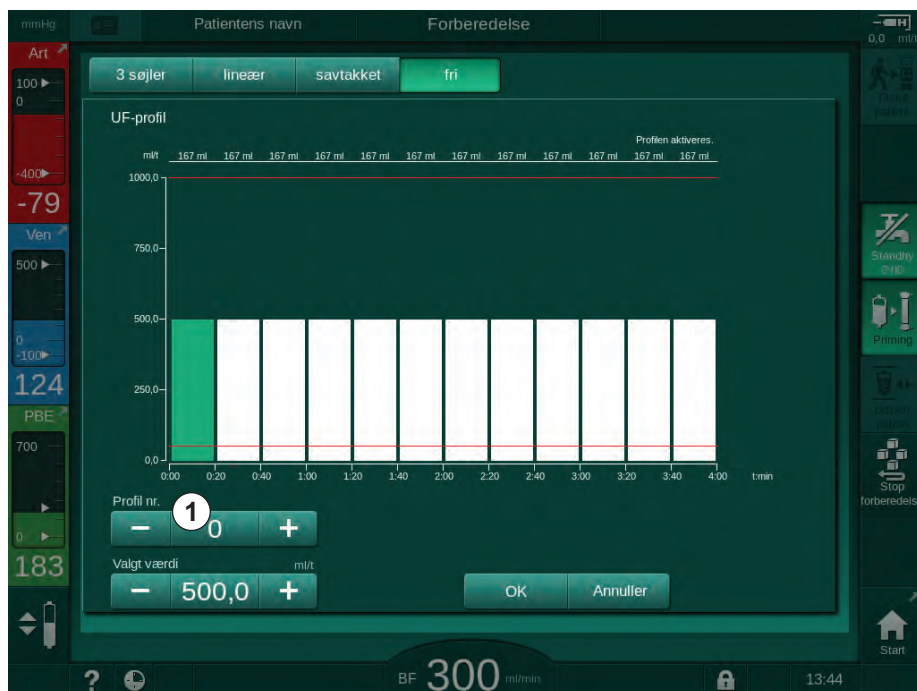 mmHg Patientens navn Forberedelse 0,0 ml/t
Art
100
0
-400
-79
Ven
500
0
-100
124
PBE
700
0
183
3 søjler lineær savtakket fri
UF-profil
Profilen aktiveres.
ml/t 167 ml 167 ml 167 ml 167 ml 167 ml 167 ml 167 ml 167 ml 167 ml 167 ml 167 ml 167 ml
1000,0
750,0
500,0
250,0
0,0
0:00 0:20 0:40 1:00 1:20 1:40 2:00 2:20 2:40 3:00 3:20 3:40 4:00 t:min
Profil nr.
1
− 0 +
Valgt værdi ml/t
− 500,0 +
OK Annuller
patient
Standby
Priming
Stop
forberedels
Start
? BF 300 ml/min 13:44